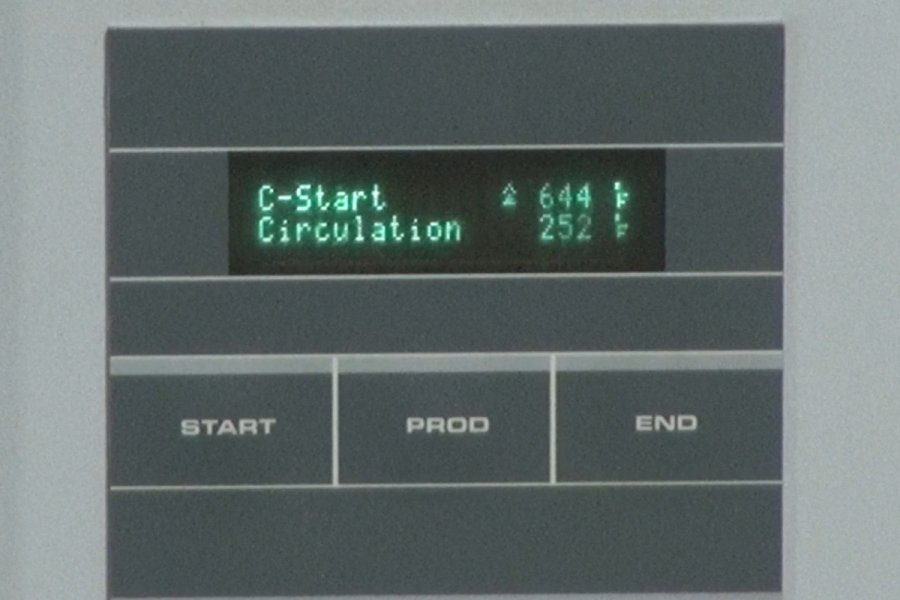 C-Start 644
Circulation 252
START PROD END